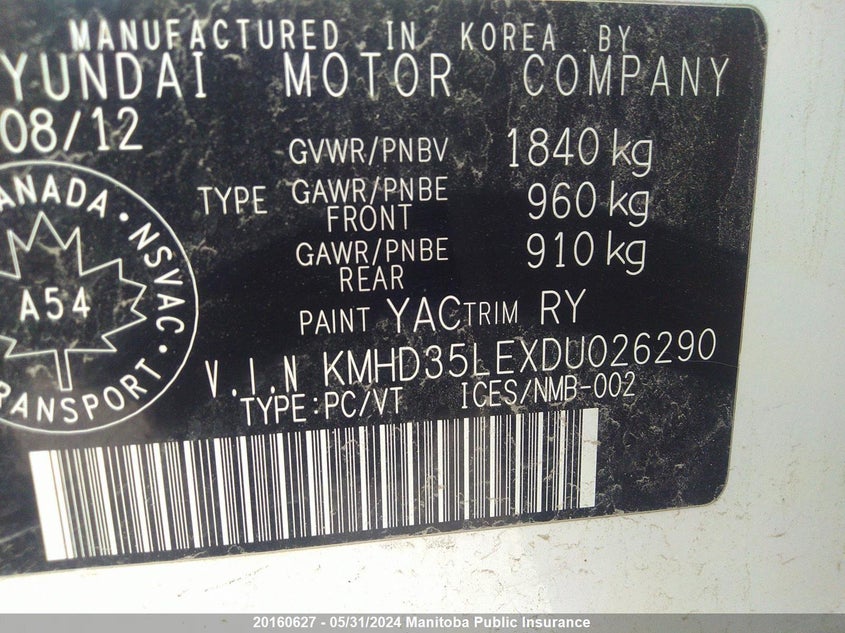 MANUFACTURED IN KOREA BY
YUNDAI MOTOR COMPANY
08/12
GVWR/PNBV 1840 kg
TYPE GAWR/PNBE FRONT 960 kg
GAWR/PNBE REAR 910 kg
PAINT YAC TRIM RY
V.I.N KMHD35LEXDU026290
TYPE:PC/VT ICES/NMB-002
ANADA · NSVAC ·
A54
RANSPORT
20160627 - 05/31/2024 Manitoba Public Insurance